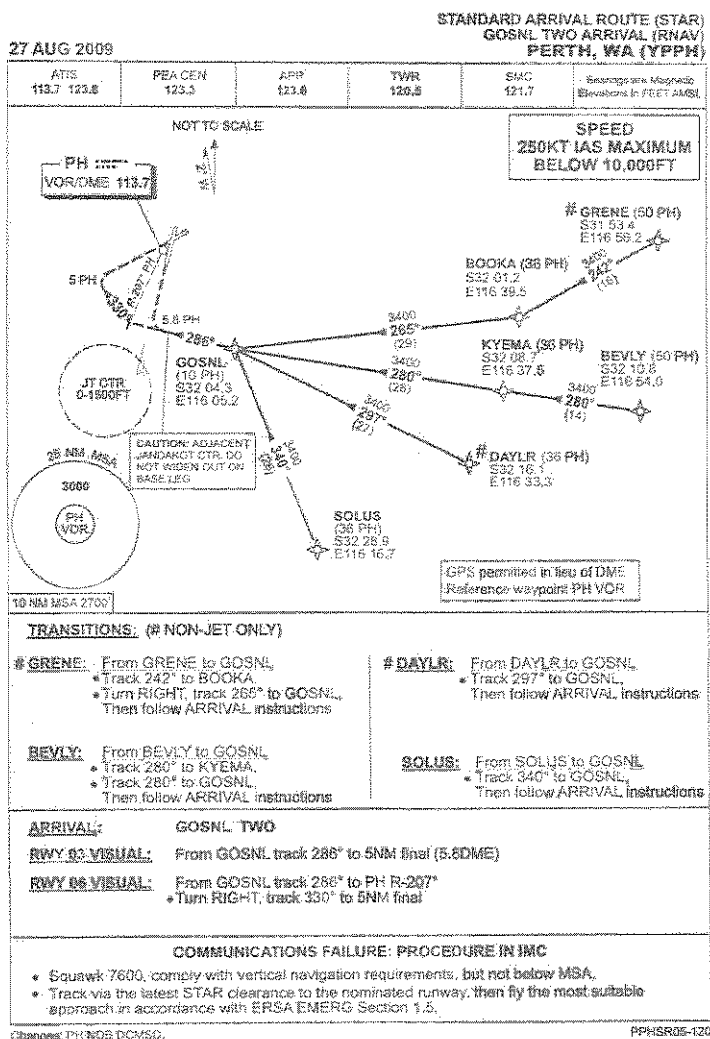 STANDARD ARRIVAL ROUTE (STAR)
GOSNL TWO ARRIVAL (RNAV)
27 AUG 2009
PERTH, WA (YPPH)
ATIS
113.7 123.8
PEA CEN
123.3
APP
123.6
TWR
120.5
SMC
121.7
Bearings are Magnetic
Elevations in FEET AMSL
NOT TO SCALE
SPEED
250KT IAS MAXIMUM
BELOW 10,000FT
PH
VOR/DME 113.7
# GRENE (50 PH)
S31 53.4
E116 56.2
BOOKA (36 PH)
S32 01.2
E116 39.5
3400
242°
(16)
5 PH
330°
R-207° PH
5.8 PH
286°
3400
265°
(29)
KYEMA (36 PH)
S32 08.7
E116 37.6
BEVLY (50 PH)
S32 10.8
E116 54.0
GOSNL
(10 PH)
S32 04.3
E116 05.2
3400
280°
(28)
3400
280°
(14)
JT CTR
0-1500FT
3400
297°
(27)
CAUTION: ADJACENT
JANDAKOT CTR. DO
NOT WIDEN OUT ON
BASE LEG
3400
340°
(26)
# DAYLR (36 PH)
S32 16.1
E116 33.3
25 NM MSA
3000
PH
VOR
SOLUS
(36 PH)
S32 28.9
E116 16.7
GPS permitted in lieu of DME
Reference waypoint PH VOR
10 NM MSA 2700'
TRANSITIONS: (# NON-JET ONLY)
# GRENE: From GRENE to GOSNL
• Track 242° to BOOKA.
• Turn RIGHT, track 265° to GOSNL,
Then follow ARRIVAL instructions
# DAYLR: From DAYLR to GOSNL
• Track 297° to GOSNL,
Then follow ARRIVAL instructions
BEVLY: From BEVLY to GOSNL
• Track 280° to KYEMA,
• Track 280° to GOSNL,
Then follow ARRIVAL instructions
SOLUS: From SOLUS to GOSNL
• Track 340° to GOSNL,
Then follow ARRIVAL instructions
ARRIVAL: GOSNL TWO
RWY 03 VISUAL: From GOSNL track 286° to 5NM final (5.8DME)
RWY 06 VISUAL: From GOSNL track 286° to PH R-207°
• Turn RIGHT, track 330° to 5NM final
COMMUNICATIONS FAILURE: PROCEDURE IN IMC
• Squawk 7600, comply with vertical navigation requirements, but not below MSA.
• Track via the latest STAR clearance to the nominated runway, then fly the most suitable
approach in accordance with ERSA EMERG Section 1.5.
Changes: PH NDB DCMSC.
PPHSR05-120